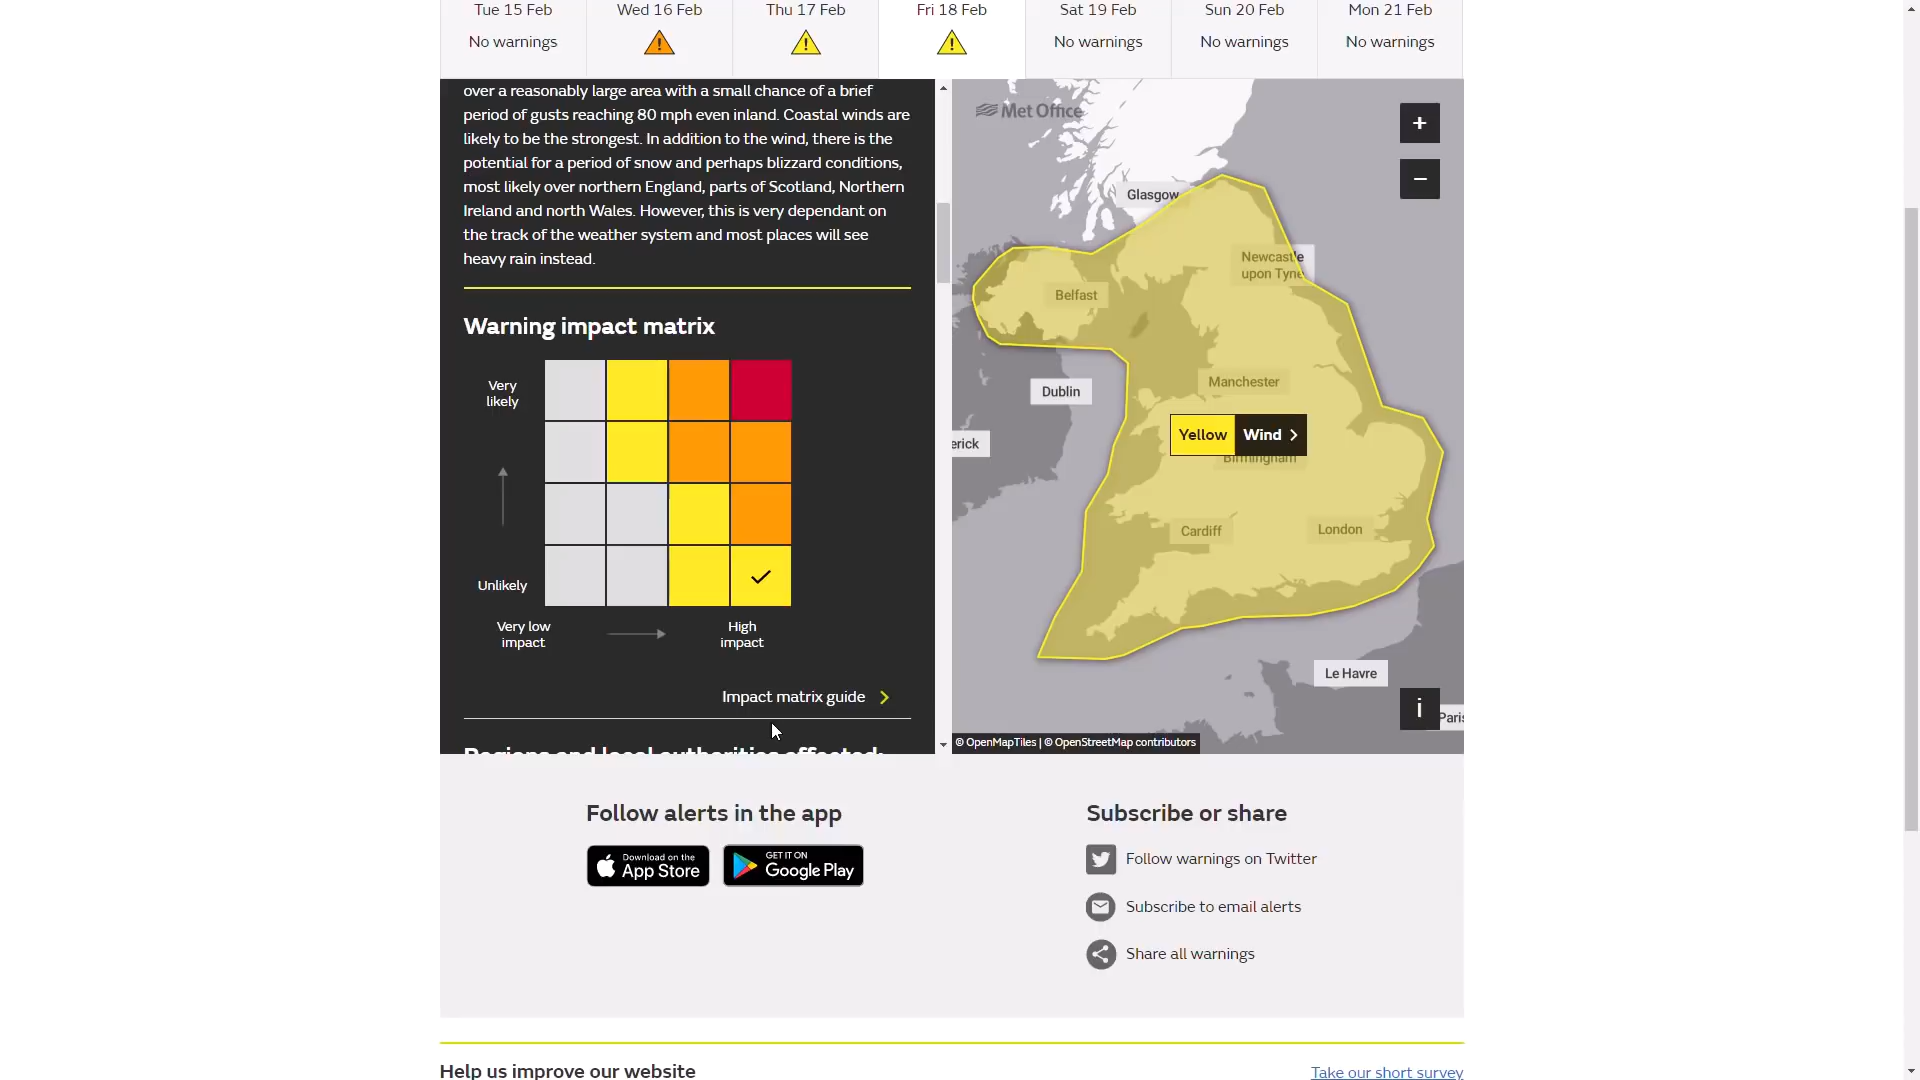 Tue 15 Feb
Wed 16 Feb
Thu 17 Feb
Fri 18 Feb
Sat 19 Feb
Sun 20 Feb
Mon 21 Feb
No warnings
No warnings
No warnings
No warnings
over a reasonably large area with a small chance of a brief
period of gusts reaching 80 mph even inland. Coastal winds are
likely to be the strongest. In addition to the wind, there is the
potential for a period of snow and perhaps blizzard conditions,
most likely over northern England, parts of Scotland, Northern
Ireland and north Wales. However, this is very dependant on
the track of the weather system and most places will see
heavy rain instead.
Warning impact matrix
Very
likely
Unlikely
Very low
impact
High
impact
Impact matrix guide
Regions and local authorities affected:
Met Office
+
−
Glasgow
Newcastle
upon Tyne
Belfast
Manchester
Dublin
Yellow Wind
erick
Birmingham
Cardiff
London
Le Havre
i
Paris
© OpenMapTiles | © OpenStreetMap contributors
Follow alerts in the app
Download on the
App Store
GET IT ON
Google Play
Subscribe or share
Follow warnings on Twitter
Subscribe to email alerts
Share all warnings
Help us improve our website
Take our short survey